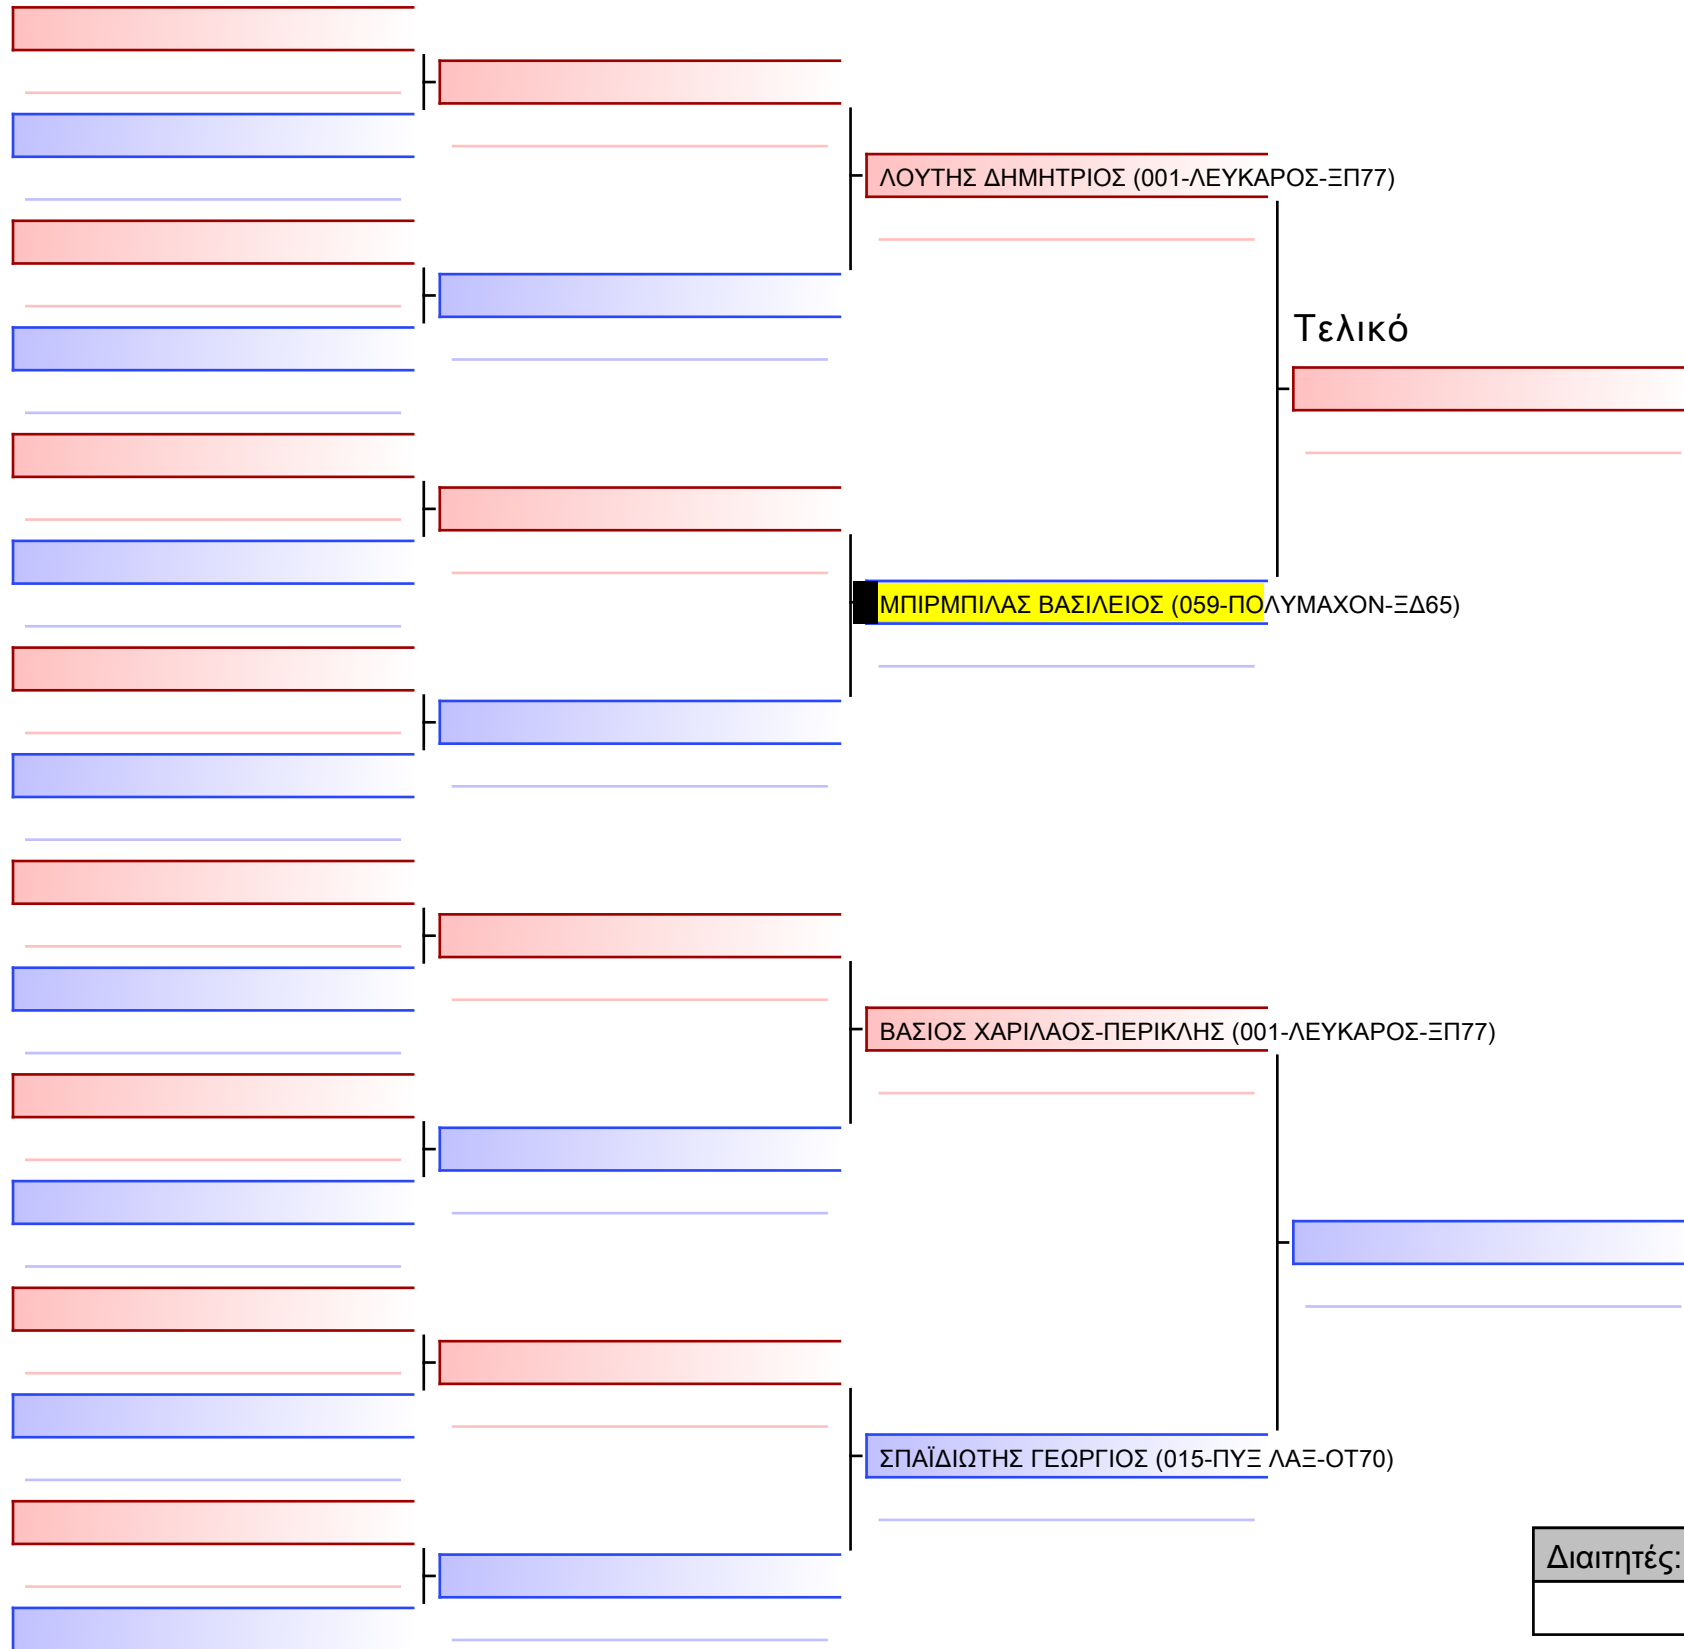 ΛΟΥΤΗΣ ΔΗΜΗΤΡΙΟΣ (001-ΛΕΥΚΑΡΟΣ-ΞΠ77)
Τελικό
ΜΠΙΡΜΠΙΛΑΣ ΒΑΣΙΛΕΙΟΣ (059-ΠΟΛΥΜΑΧΟΝ-ΞΔ65)
ΒΑΣΙΟΣ ΧΑΡΙΛΑΟΣ-ΠΕΡΙΚΛΗΣ (001-ΛΕΥΚΑΡΟΣ-ΞΠ77)
ΣΠΑΪΔΙΩΤΗΣ ΓΕΩΡΓΙΟΣ (015-ΠΥΞ ΛΑΞ-ΟΤ70)
Διαιτητές: